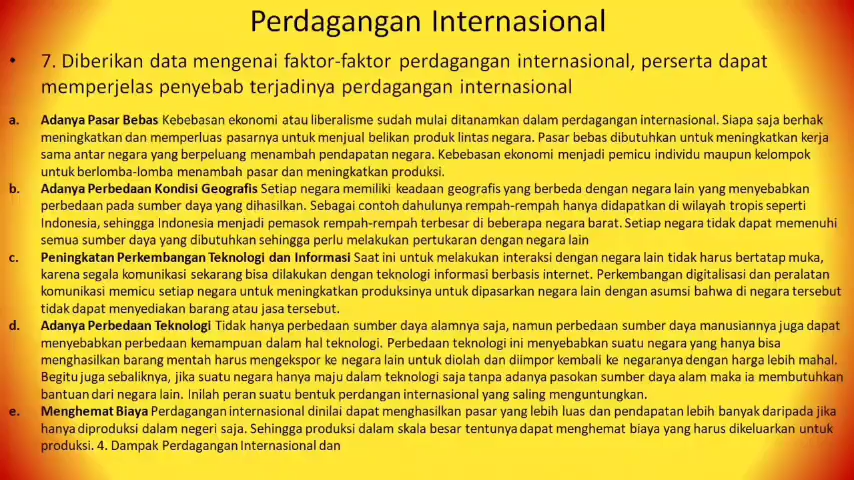 Perdagangan Internasional
• 7. Diberikan data mengenai faktor-faktor perdagangan internasional, perserta dapat
memperjelas penyebab terjadinya perdagangan internasional
a. Adanya Pasar Bebas Kebebasan ekonomi atau liberalisme sudah mulai ditanamkan dalam perdagangan internasional. Siapa saja berhak
meningkatkan dan memperluas pasarnya untuk menjual belikan produk lintas negara. Pasar bebas dibutuhkan untuk meningkatkan kerja
sama antar negara yang berpeluang menambah pendapatan negara. Kebebasan ekonomi menjadi pemicu individu maupun kelompok
untuk berlomba-lomba menambah pasar dan meningkatkan produksi.
b. Adanya Perbedaan Kondisi Geografis Setiap negara memiliki keadaan geografis yang berbeda dengan negara lain yang menyebabkan
perbedaan pada sumber daya yang dihasilkan. Sebagai contoh dahulunya rempah-rempah hanya didapatkan di wilayah tropis seperti
Indonesia, sehingga Indonesia menjadi pemasok rempah-rempah terbesar di beberapa negara barat. Setiap negara tidak dapat memenuhi
semua sumber daya yang dibutuhkan sehingga perlu melakukan pertukaran dengan negara lain
c. Peningkatan Perkembangan Teknologi dan Informasi Saat ini untuk melakukan interaksi dengan negara lain tidak harus bertatap muka,
karena segala komunikasi sekarang bisa dilakukan dengan teknologi informasi berbasis internet. Perkembangan digitalisasi dan peralatan
komunikasi memicu setiap negara untuk meningkatkan produksinya untuk dipasarkan negara lain dengan asumsi bahwa di negara tersebut
tidak dapat menyediakan barang atau jasa tersebut.
d. Adanya Perbedaan Teknologi Tidak hanya perbedaan sumber daya alamnya saja, namun perbedaan sumber daya manusiannya juga dapat
menyebabkan perbedaan kemampuan dalam hal teknologi. Perbedaan teknologi ini menyebabkan suatu negara yang hanya bisa
menghasilkan barang mentah harus mengekspor ke negara lain untuk diolah dan diimpor kembali ke negaranya dengan harga lebih mahal.
Begitu juga sebaliknya, jika suatu negara hanya maju dalam teknologi saja tanpa adanya pasokan sumber daya alam maka ia membutuhkan
bantuan dari negara lain. Inilah peran suatu bentuk perdangan internasional yang saling menguntungkan.
e. Menghemat Biaya Perdagangan internasional dinilai dapat menghasilkan pasar yang lebih luas dan pendapatan lebih banyak daripada jika
hanya diproduksi dalam negeri saja. Sehingga produksi dalam skala besar tentunya dapat menghemat biaya yang harus dikeluarkan untuk
produksi. 4. Dampak Perdagangan Internasional dan